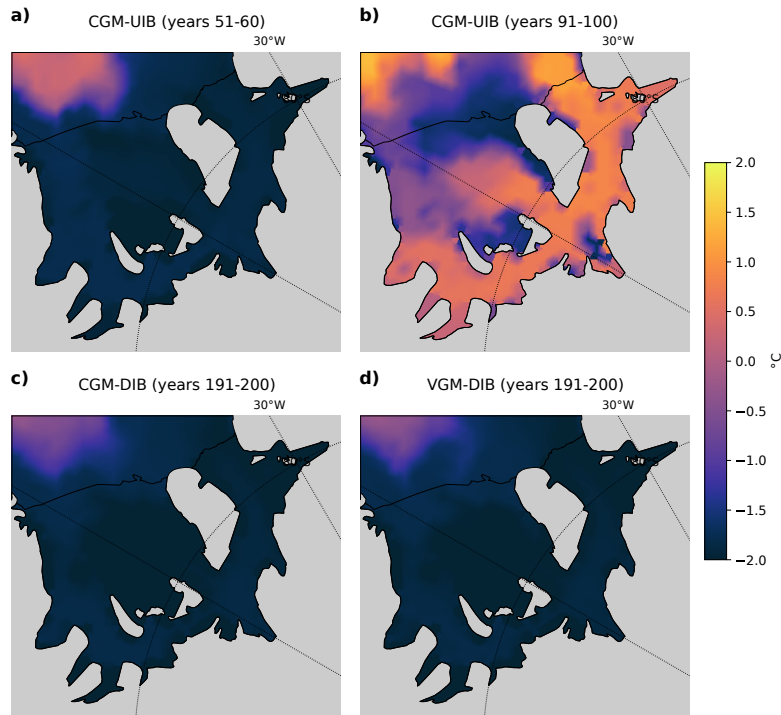 a)
CGM-UIB (years 51-60)
30°W
b)
CGM-UIB (years 91-100)
30°W
2.0
1.5
1.0
0.5
0.0
−0.5
−1.0
−1.5
−2.0
°C
c)
CGM-DIB (years 191-200)
30°W
d)
VGM-DIB (years 191-200)
30°W